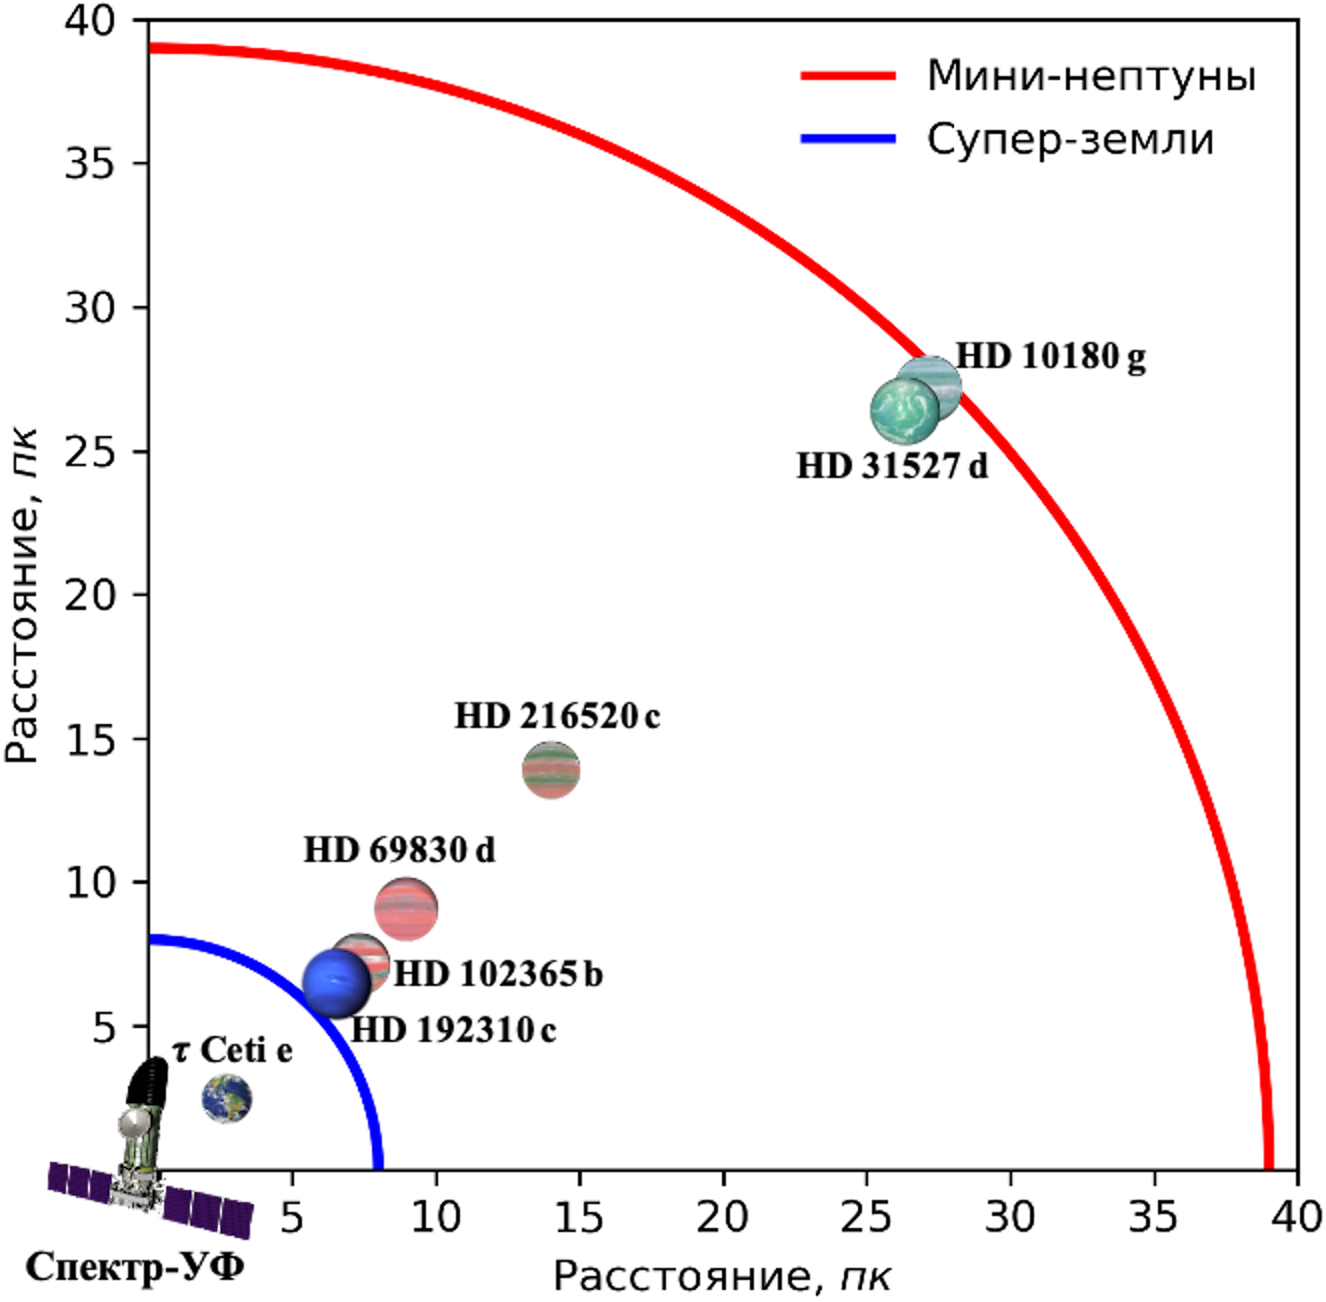 40
35
30
25
20
15
10
5
Расстояние, пк
Мини-нептуны
Супер-земли
HD 10180 g
HD 31527 d
HD 216520 c
HD 69830 d
HD 102365 b
HD 192310 c
τ Ceti e
5 10 15 20 25 30 35 40
Спектр-УФ
Расстояние, пк